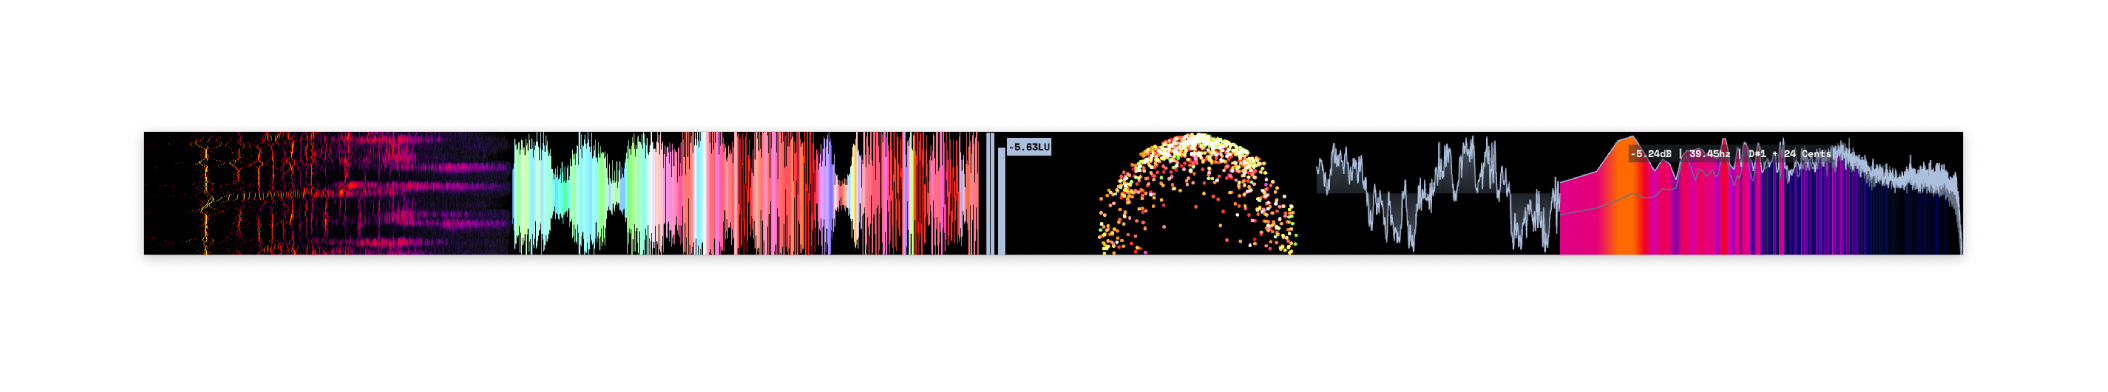 -5.63LU
-5.24dB | 39.45hz | D#1 + 24 Cents